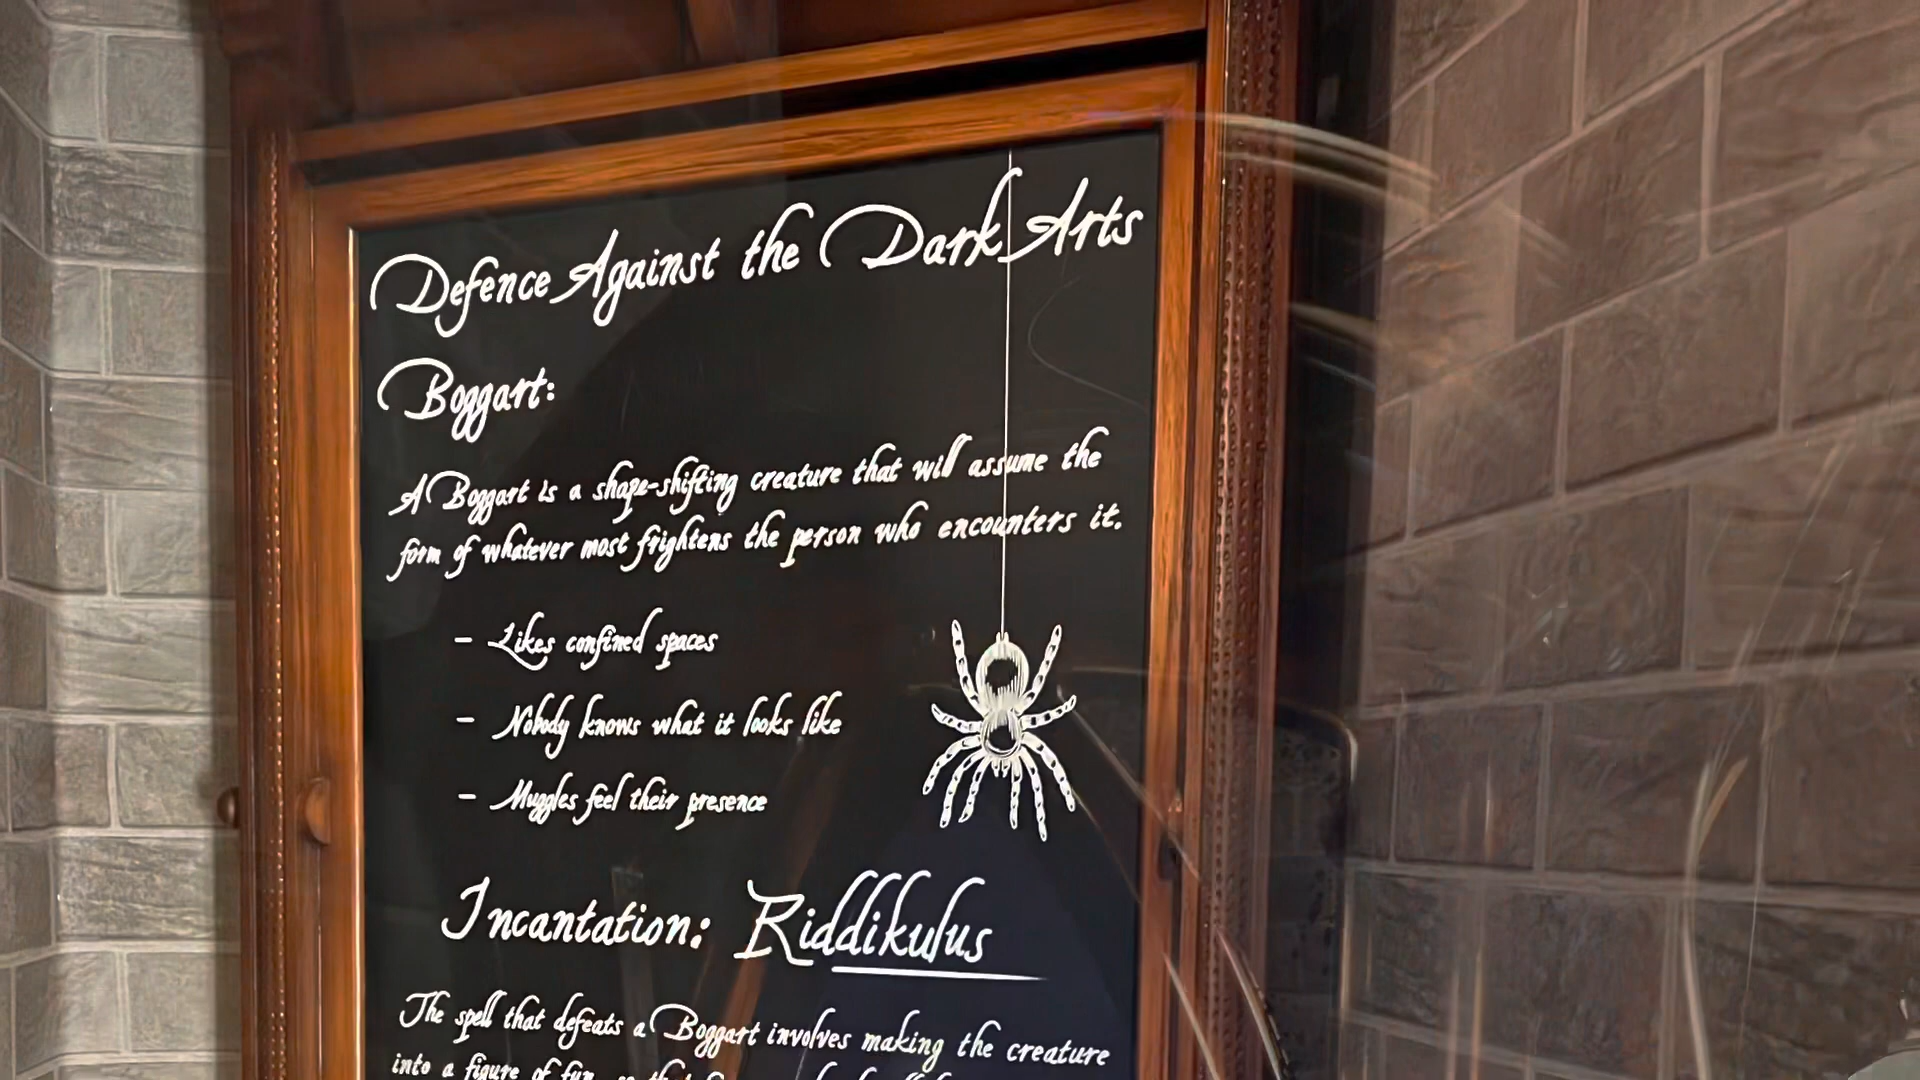 Defence Against the Dark Arts
Boggart:
A Boggart is a shape-shifting creature that will assume the
form of whatever most frightens the person who encounters it.
- Likes confined spaces
- Nobody knows what it looks like
- Muggles feel their presence
Incantation: Riddikulus
The spell that defeats a Boggart involves making the creature
into a figure of fun, so that